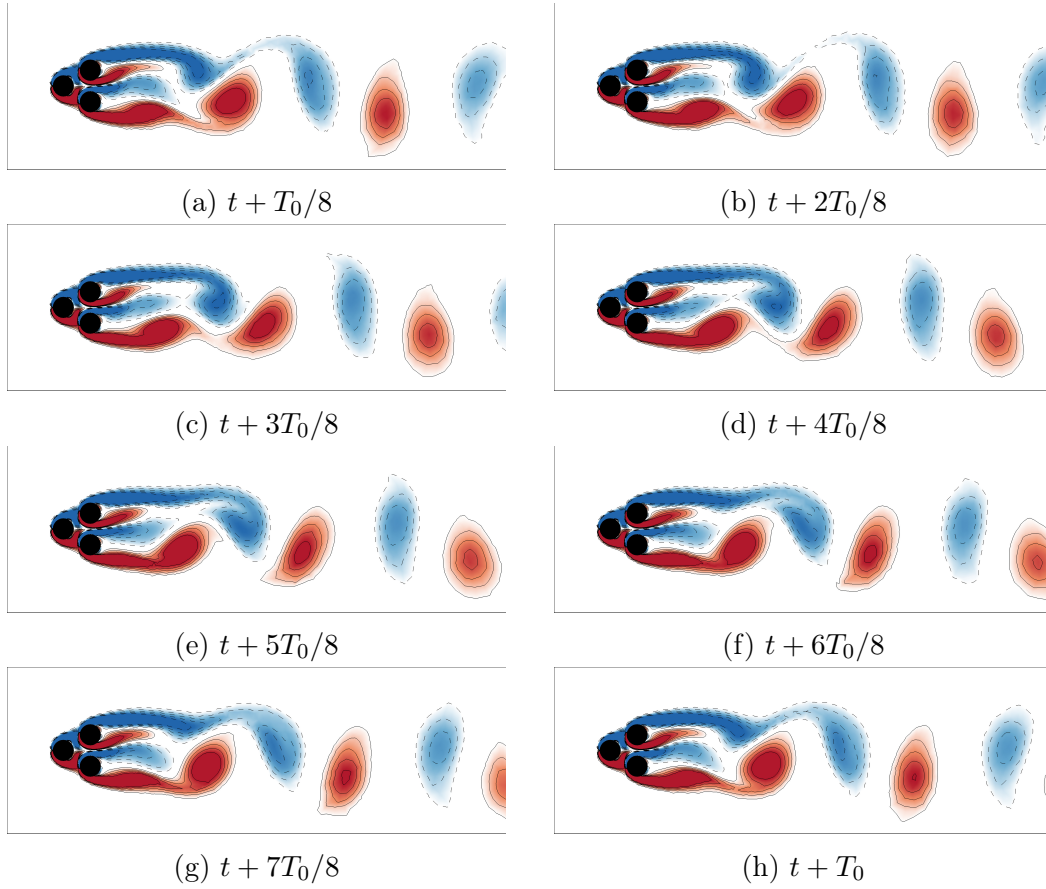 (a) t + T₀/8
(b) t + 2T₀/8
(c) t + 3T₀/8
(d) t + 4T₀/8
(e) t + 5T₀/8
(f) t + 6T₀/8
(g) t + 7T₀/8
(h) t + T₀